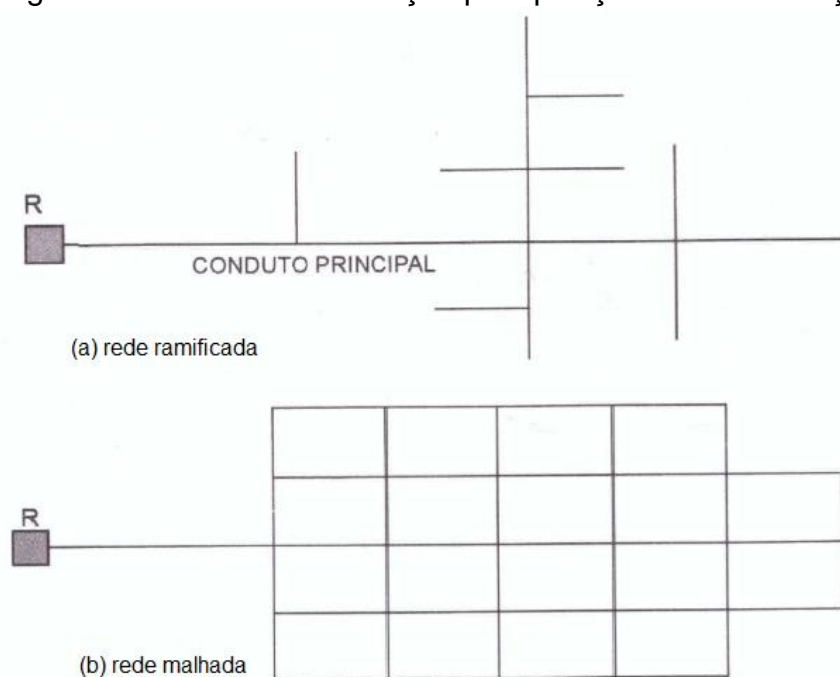 R
CONDUTO PRINCIPAL
(a) rede ramificada
R
(b) rede malhada